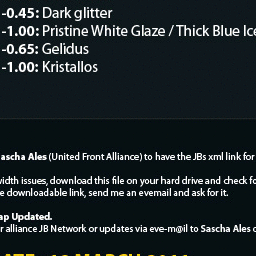 -0.45: Dark glitter
-1.00: Pristine White Glaze / Thick Blue Ice
-0.65: Gelidus
-1.00: Kristallos
ascha Ales (United Front Alliance) to have the JBs xml link for
width issues, download this file on your hard drive and check fo
e downloadable link, send me an evemail and ask for it.
ap Updated.
r alliance JB Network or updates via eve-m@il to Sascha Ales
MARCH